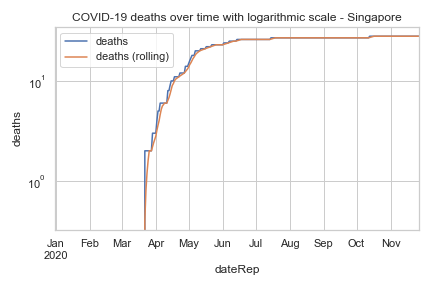 COVID-19 deaths over time with logarithmic scale - Singapore
deaths
deaths (rolling)
10¹
10⁰
deaths
Jan Feb Mar Apr May Jun Jul Aug Sep Oct Nov
2020
dateRep